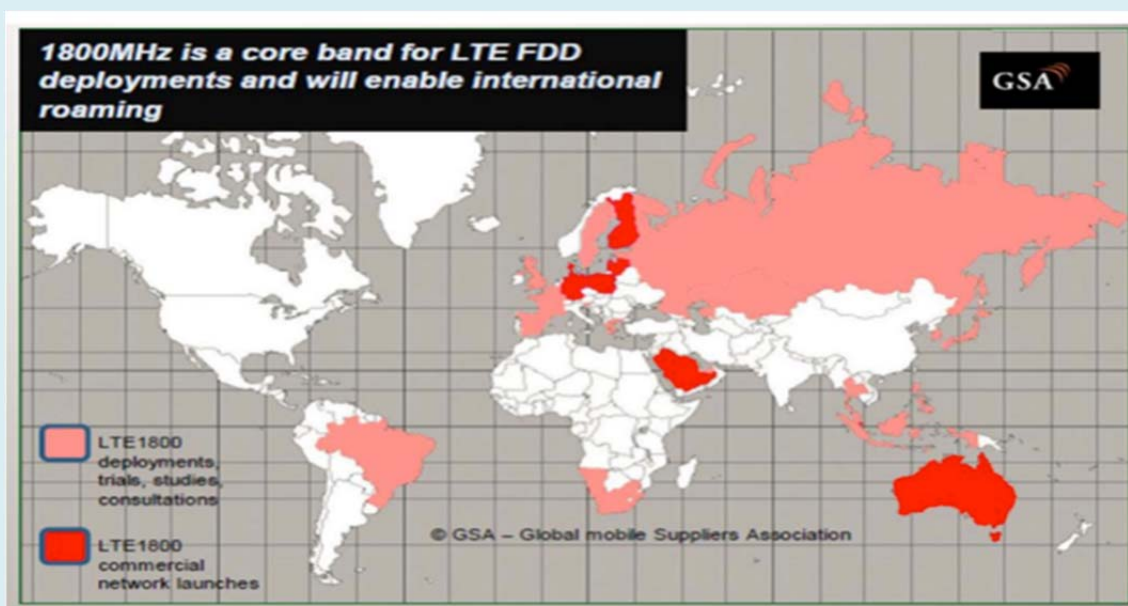 1800MHz is a core band for LTE FDD
deployments and will enable international
roaming
GSA
LTE1800
deployments,
trials, studies,
consultations
© GSA – Global mobile Suppliers Association
LTE1800
commercial
network launches